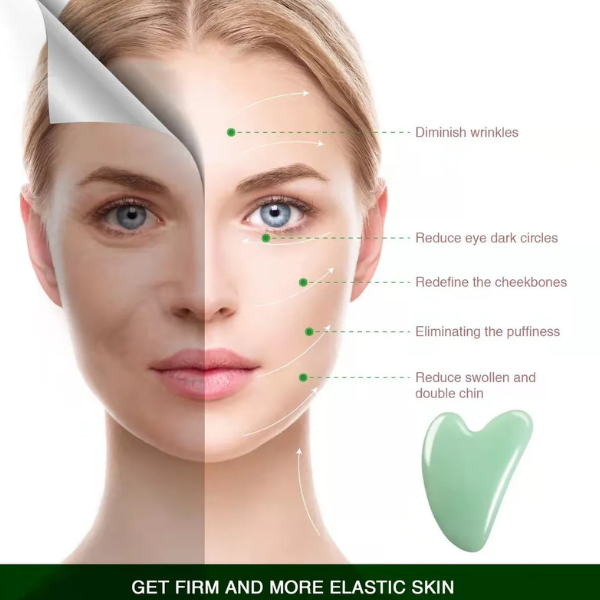 Diminish wrinkles
Reduce eye dark circles
Redefine the cheekbones
Eliminating the puffiness
Reduce swollen and
double chin
GET FIRM AND MORE ELASTIC SKIN